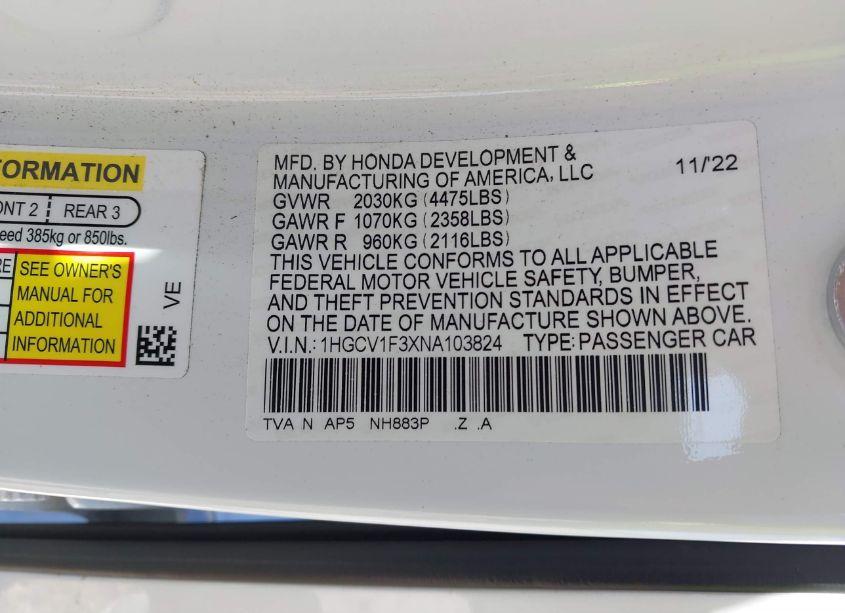 FORMATION
ONT 2 REAR 3
eed 385kg or 850lbs.
RE
SEE OWNER'S
MANUAL FOR
ADDITIONAL
INFORMATION
VE
MFD. BY HONDA DEVELOPMENT &
MANUFACTURING OF AMERICA, LLC 11/'22
GVWR 2030KG (4475LBS)
GAWR F 1070KG (2358LBS)
GAWR R 960KG (2116LBS)
THIS VEHICLE CONFORMS TO ALL APPLICABLE
FEDERAL MOTOR VEHICLE SAFETY, BUMPER,
AND THEFT PREVENTION STANDARDS IN EFFECT
ON THE DATE OF MANUFACTURE SHOWN ABOVE.
V.I.N.: 1HGCV1F3XNA103824 TYPE: PASSENGER CAR
TVA N AP5 NH883P .Z .A